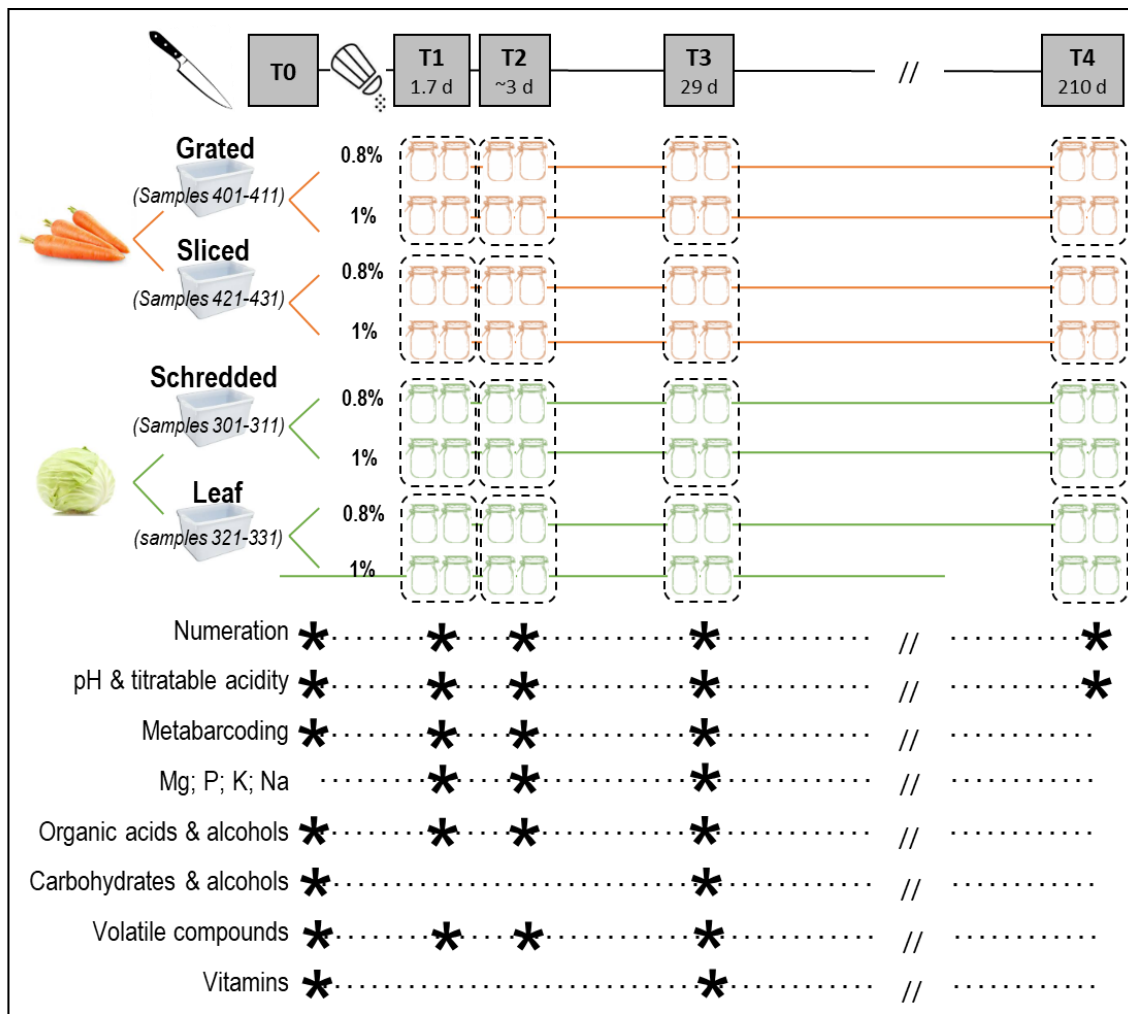 T0
T1
1.7 d
T2
~3 d
T3
29 d
//
T4
210 d
Grated
(Samples 401-411)
0.8%
1%
Sliced
(Samples 421-431)
0.8%
1%
Schredded
(Samples 301-311)
0.8%
1%
Leaf
(samples 321-331)
0.8%
1%
Numeration * * * * // *
pH & titratable acidity * * * * // *
Metabarcoding * * * * //
Mg; P; K; Na * * * //
Organic acids & alcohols * * * * //
Carbohydrates & alcohols * * //
Volatile compounds * * * * //
Vitamins * * //